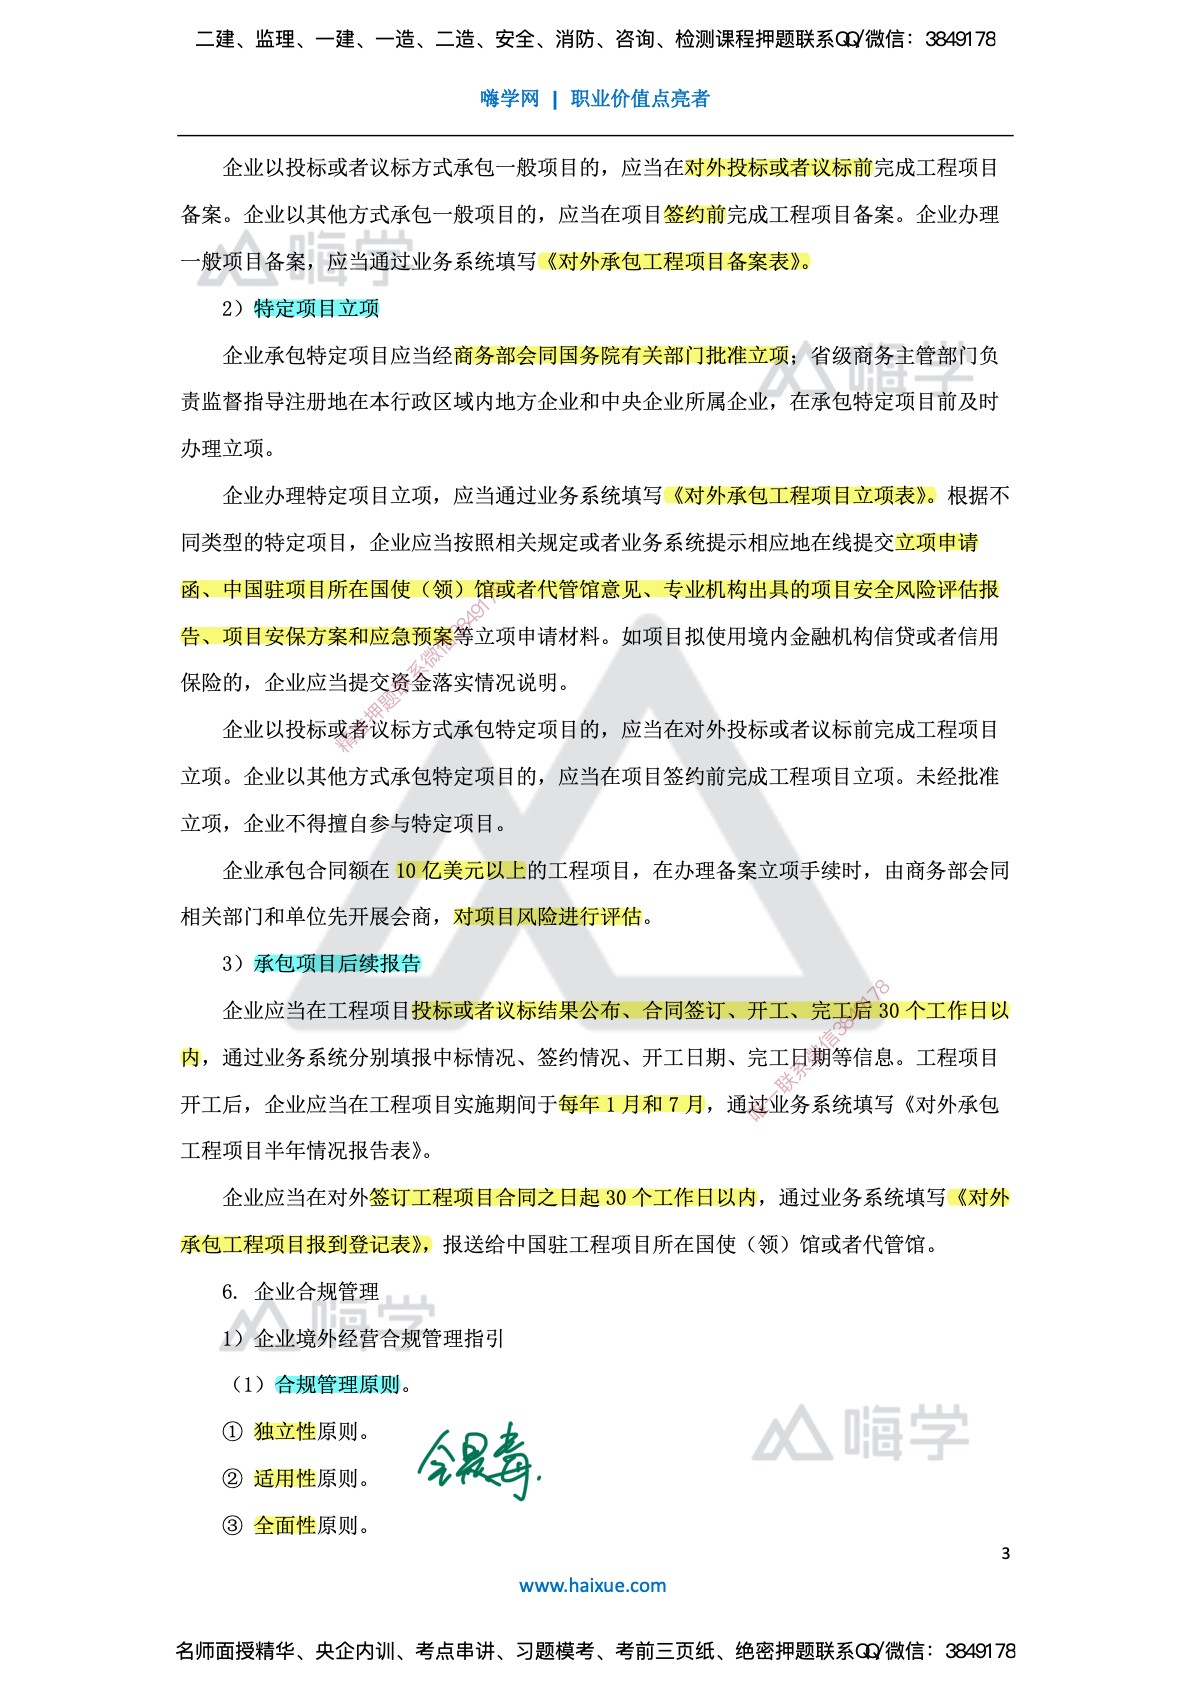 二建、监理、一建、一造、二造、安全、消防、咨询、检测课程押题联系QQ/微信：3849178
嗨学网 | 职业价值点亮者
企业以投标或者议标方式承包一般项目的，应当在对外投标或者议标前完成工程项目
备案。企业以其他方式承包一般项目的，应当在项目签约前完成工程项目备案。企业办理
一般项目备案，应当通过业务系统填写《对外承包工程项目备案表》。
嗨学
2）特定项目立项
企业承包特定项目应当经商务部会同国务院有关部门批准立项；省级商务主管部门负
嗨学
责监督指导注册地在本行政区域内地方企业和中央企业所属企业，在承包特定项目前及时
办理立项。
企业办理特定项目立项，应当通过业务系统填写《对外承包工程项目立项表》。根据不
同类型的特定项目，企业应当按照相关规定或者业务系统提示相应地在线提交立项申请
函、中国驻项目所在国使（领）馆或者代管馆意见、专业机构出具的项目安全风险评估报
告、项目安保方案和应急预案等立项申请材料。如项目拟使用境内金融机构信贷或者信用
保险的，企业应当提交资金落实情况说明。
企业以投标或者议标方式承包特定项目的，应当在对外投标或者议标前完成工程项目
立项。企业以其他方式承包特定项目的，应当在项目签约前完成工程项目立项。未经批准
立项，企业不得擅自参与特定项目。
企业承包合同额在 10 亿美元以上的工程项目，在办理备案立项手续时，由商务部会同
相关部门和单位先开展会商，对项目风险进行评估。
3）承包项目后续报告
企业应当在工程项目投标或者议标结果公布、合同签订、开工、完工后 30 个工作日以
内，通过业务系统分别填报中标情况、签约情况、开工日期、完工日期等信息。工程项目
开工后，企业应当在工程项目实施期间于每年 1 月和 7 月，通过业务系统填写《对外承包
工程项目半年情况报告表》。
企业应当在对外签订工程项目合同之日起 30 个工作日以内，通过业务系统填写《对外
承包工程项目报到登记表》，报送给中国驻工程项目所在国使（领）馆或者代管馆。
6. 企业合规管理
嗨学
1）企业境外经营合规管理指引
（1）合规管理原则。
① 独立性原则。
嗨学
② 适用性原则。
③ 全面性原则。
3
www.haixue.com
名师面授精华、央企内训、考点串讲、习题模考、考前三页纸、绝密押题联系QQ/微信：3849178